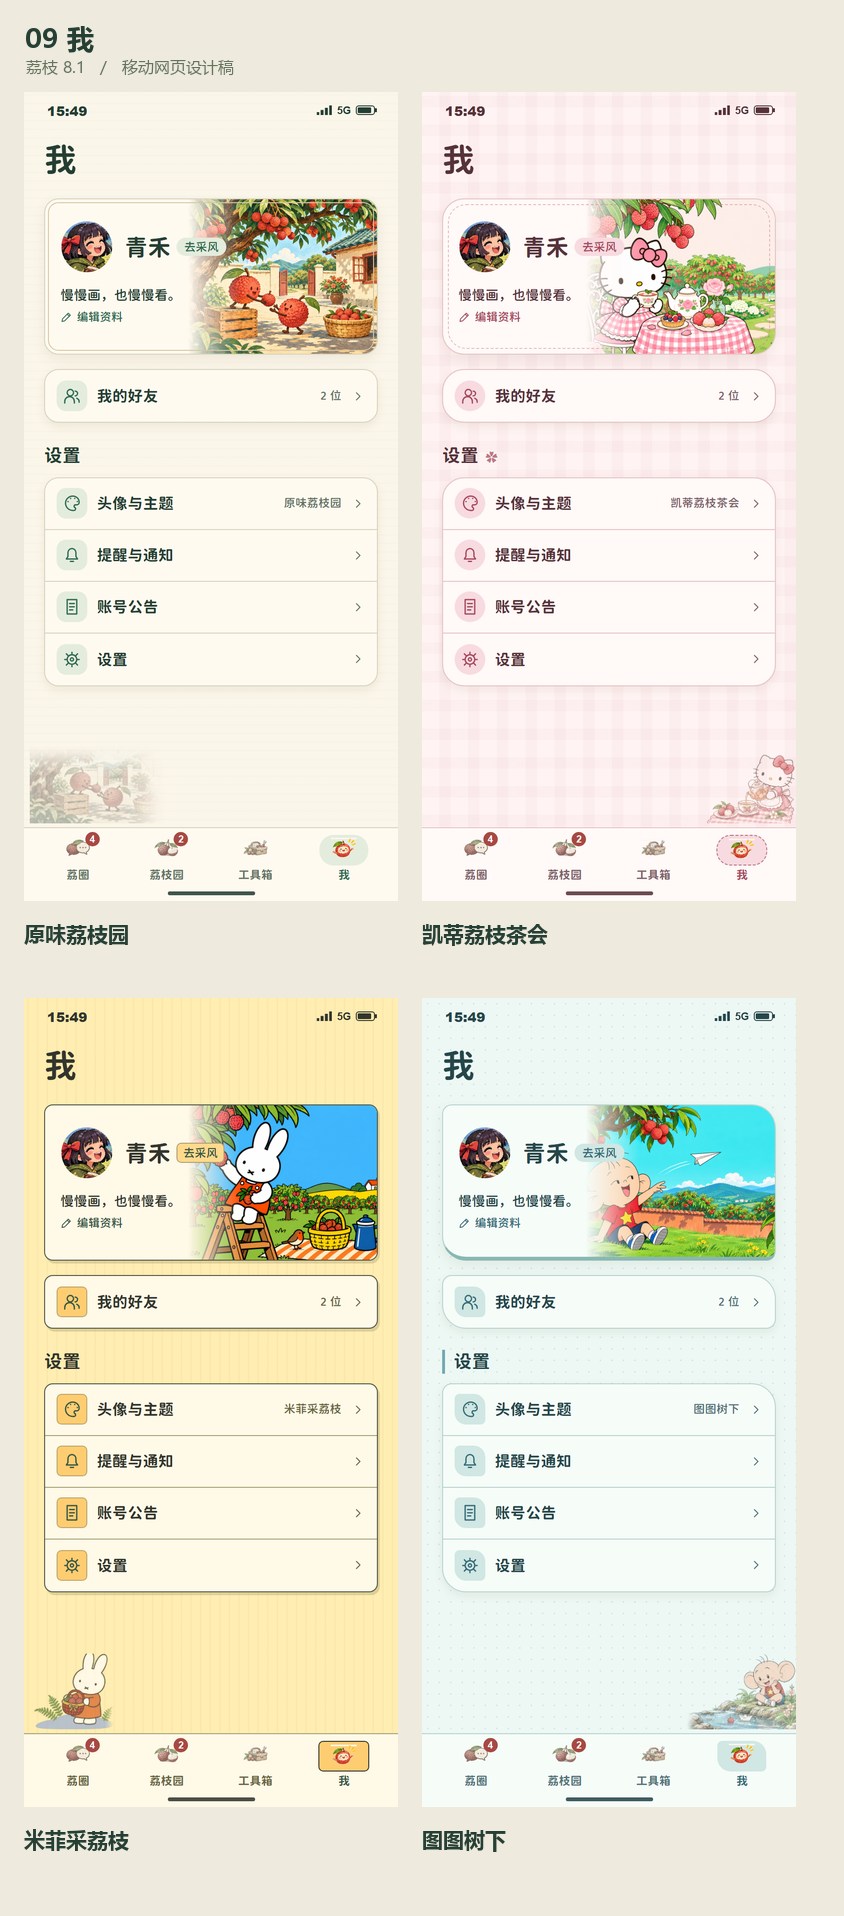 09 我
荔枝 8.1 / 移动网页设计稿
15:49 5G
我
青禾 去采风
慢慢画，也慢慢看。
编辑资料
我的好友 2 位
设置
头像与主题 原味荔枝园
提醒与通知
账号公告
设置
4 2
荔圈 荔枝园 工具箱 我
原味荔枝园
15:49 5G
我
青禾 去采风
慢慢画，也慢慢看。
编辑资料
我的好友 2 位
设置
头像与主题 凯蒂荔枝茶会
提醒与通知
账号公告
设置
4 2
荔圈 荔枝园 工具箱 我
凯蒂荔枝茶会
15:49 5G
我
青禾 去采风
慢慢画，也慢慢看。
编辑资料
我的好友 2 位
设置
头像与主题 米菲采荔枝
提醒与通知
账号公告
设置
4 2
荔圈 荔枝园 工具箱 我
米菲采荔枝
15:49 5G
我
青禾 去采风
慢慢画，也慢慢看。
编辑资料
我的好友 2 位
设置
头像与主题 图图树下
提醒与通知
账号公告
设置
4 2
荔圈 荔枝园 工具箱 我
图图树下